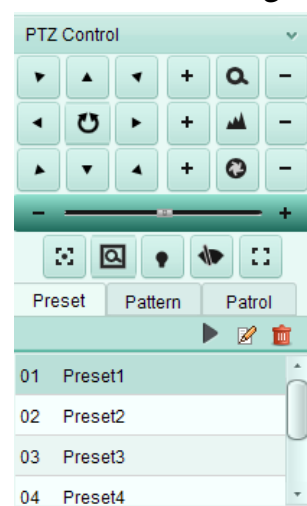 PTZ Control
Preset Pattern Patrol
01 Preset1
02 Preset2
03 Preset3
04 Preset4